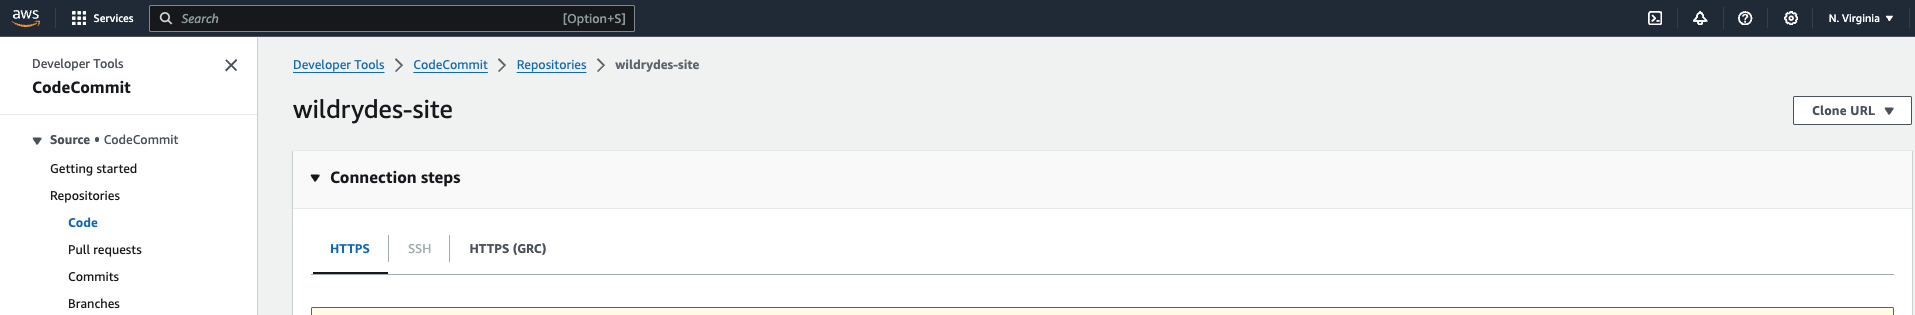 aws Services Search [Option+S] N. Virginia
Developer Tools
CodeCommit
Source • CodeCommit
Getting started
Repositories
Code
Pull requests
Commits
Branches
Developer Tools CodeCommit Repositories wildrydes-site
wildrydes-site
Clone URL
Connection steps
HTTPS SSH HTTPS (GRC)